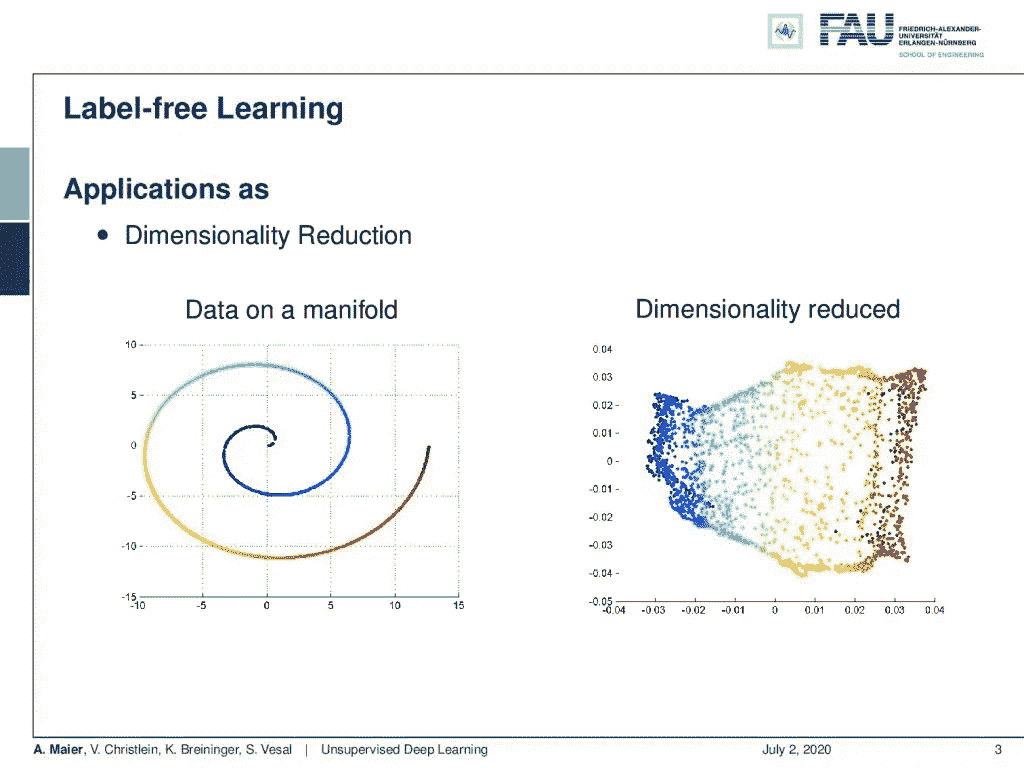 FAU
FRIEDRICH-ALEXANDER-
UNIVERSITÄT
ERLANGEN-NÜRNBERG
SCHOOL OF ENGINEERING
Label-free Learning
Applications as
• Dimensionality Reduction
Data on a manifold
10
5
0
-5
-10
-15
-10 -5 0 5 10 15
Dimensionality reduced
0.04
0.03
0.02
0.01
0
-0.01
-0.02
-0.03
-0.04
-0.05
-0.04 -0.03 -0.02 -0.01 0 0.01 0.02 0.03 0.04
A. Maier, V. Christlein, K. Breininger, S. Vesal | Unsupervised Deep Learning July 2, 2020 3